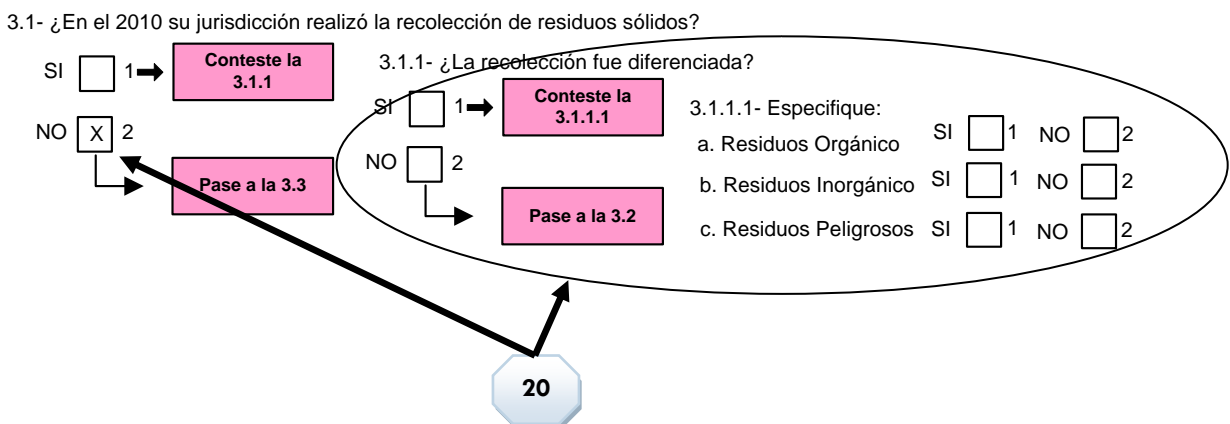 3.1- ¿En el 2010 su jurisdicción realizó la recolección de residuos sólidos?
SI 1
Conteste la
3.1.1
NO X 2
Pase a la 3.3
3.1.1- ¿La recolección fue diferenciada?
SI 1
Conteste la
3.1.1.1
NO 2
Pase a la 3.2
3.1.1.1- Especifique:
a. Residuos Orgánico SI 1 NO 2
b. Residuos Inorgánico SI 1 NO 2
c. Residuos Peligrosos SI 1 NO 2
20